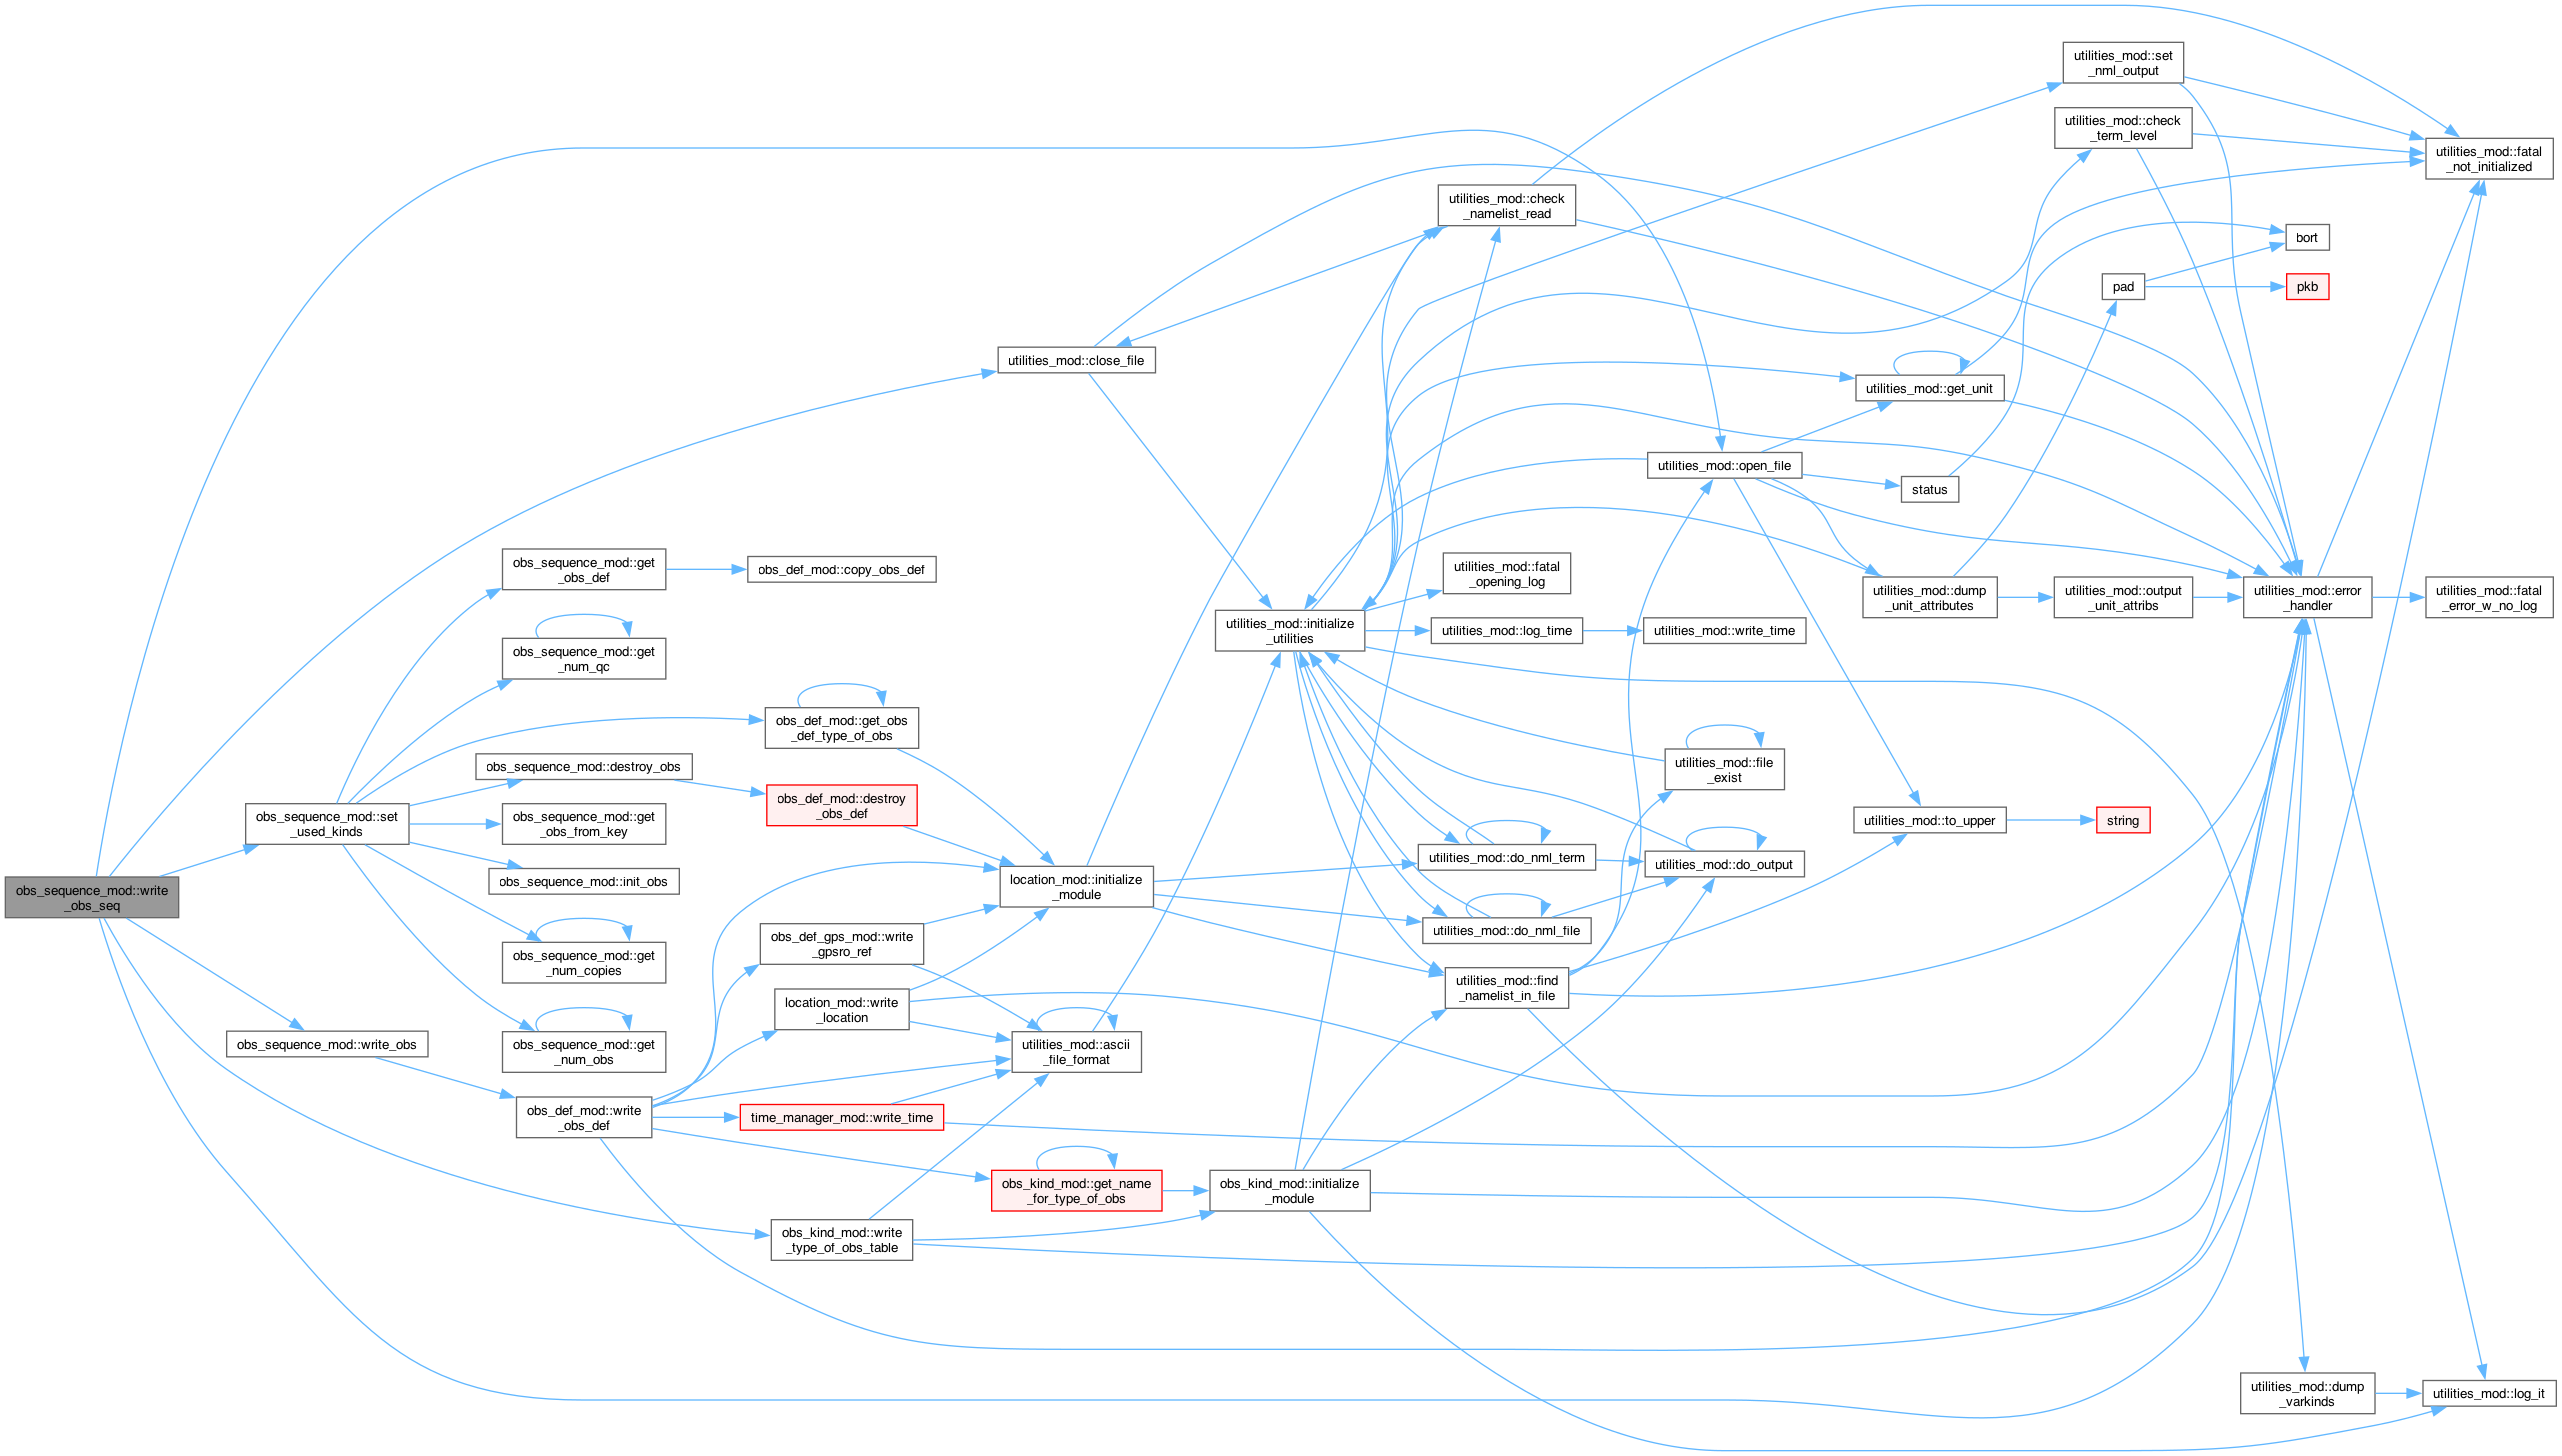 obs_sequence_mod::write
_obs_seq
obs_sequence_mod::set
_used_kinds
obs_sequence_mod::write_obs
obs_sequence_mod::get
_obs_def
obs_sequence_mod::get
_num_qc
obs_sequence_mod::destroy_obs
obs_sequence_mod::get
_obs_from_key
obs_sequence_mod::init_obs
obs_sequence_mod::get
_num_copies
obs_sequence_mod::get
_num_obs
obs_def_mod::write
_obs_def
obs_def_mod::copy_obs_def
obs_def_mod::get_obs
_def_type_of_obs
obs_def_mod::destroy
_obs_def
obs_def_gps_mod::write
_gpsro_ref
location_mod::write
_location
time_manager_mod::write_time
obs_kind_mod::write
_type_of_obs_table
utilities_mod::close_file
location_mod::initialize
_module
utilities_mod::ascii
_file_format
obs_kind_mod::get_name
_for_type_of_obs
utilities_mod::initialize
_utilities
obs_kind_mod::initialize
_module
utilities_mod::check
_namelist_read
utilities_mod::fatal
_opening_log
utilities_mod::log_time
utilities_mod::do_nml_term
utilities_mod::do_nml_file
utilities_mod::find
_namelist_in_file
utilities_mod::open_file
utilities_mod::write_time
utilities_mod::file
_exist
utilities_mod::do_output
utilities_mod::get_unit
status
utilities_mod::dump
_unit_attributes
utilities_mod::to_upper
utilities_mod::set
_nml_output
utilities_mod::check
_term_level
pad
utilities_mod::output
_unit_attribs
string
bort
pkb
utilities_mod::error
_handler
utilities_mod::dump
_varkinds
utilities_mod::fatal
_not_initialized
utilities_mod::fatal
_error_w_no_log
utilities_mod::log_it